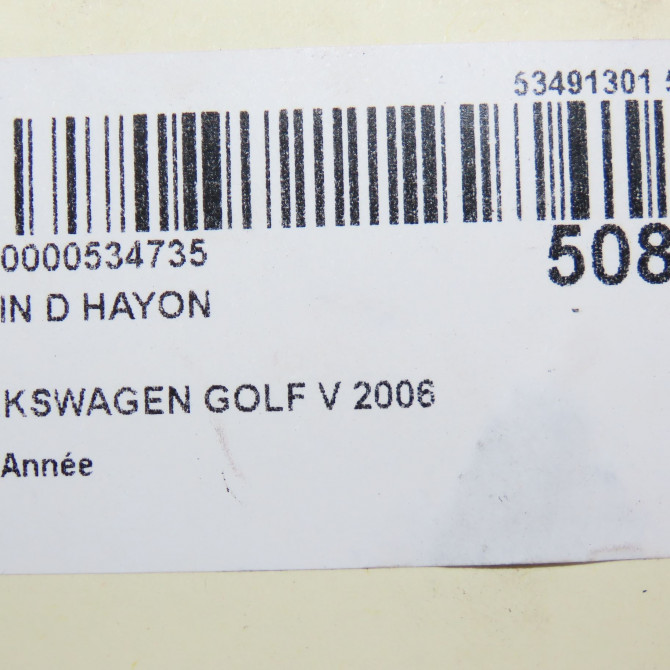 53491301 5
0000534735
508
IN D HAYON
KSWAGEN GOLF V 2006
Année